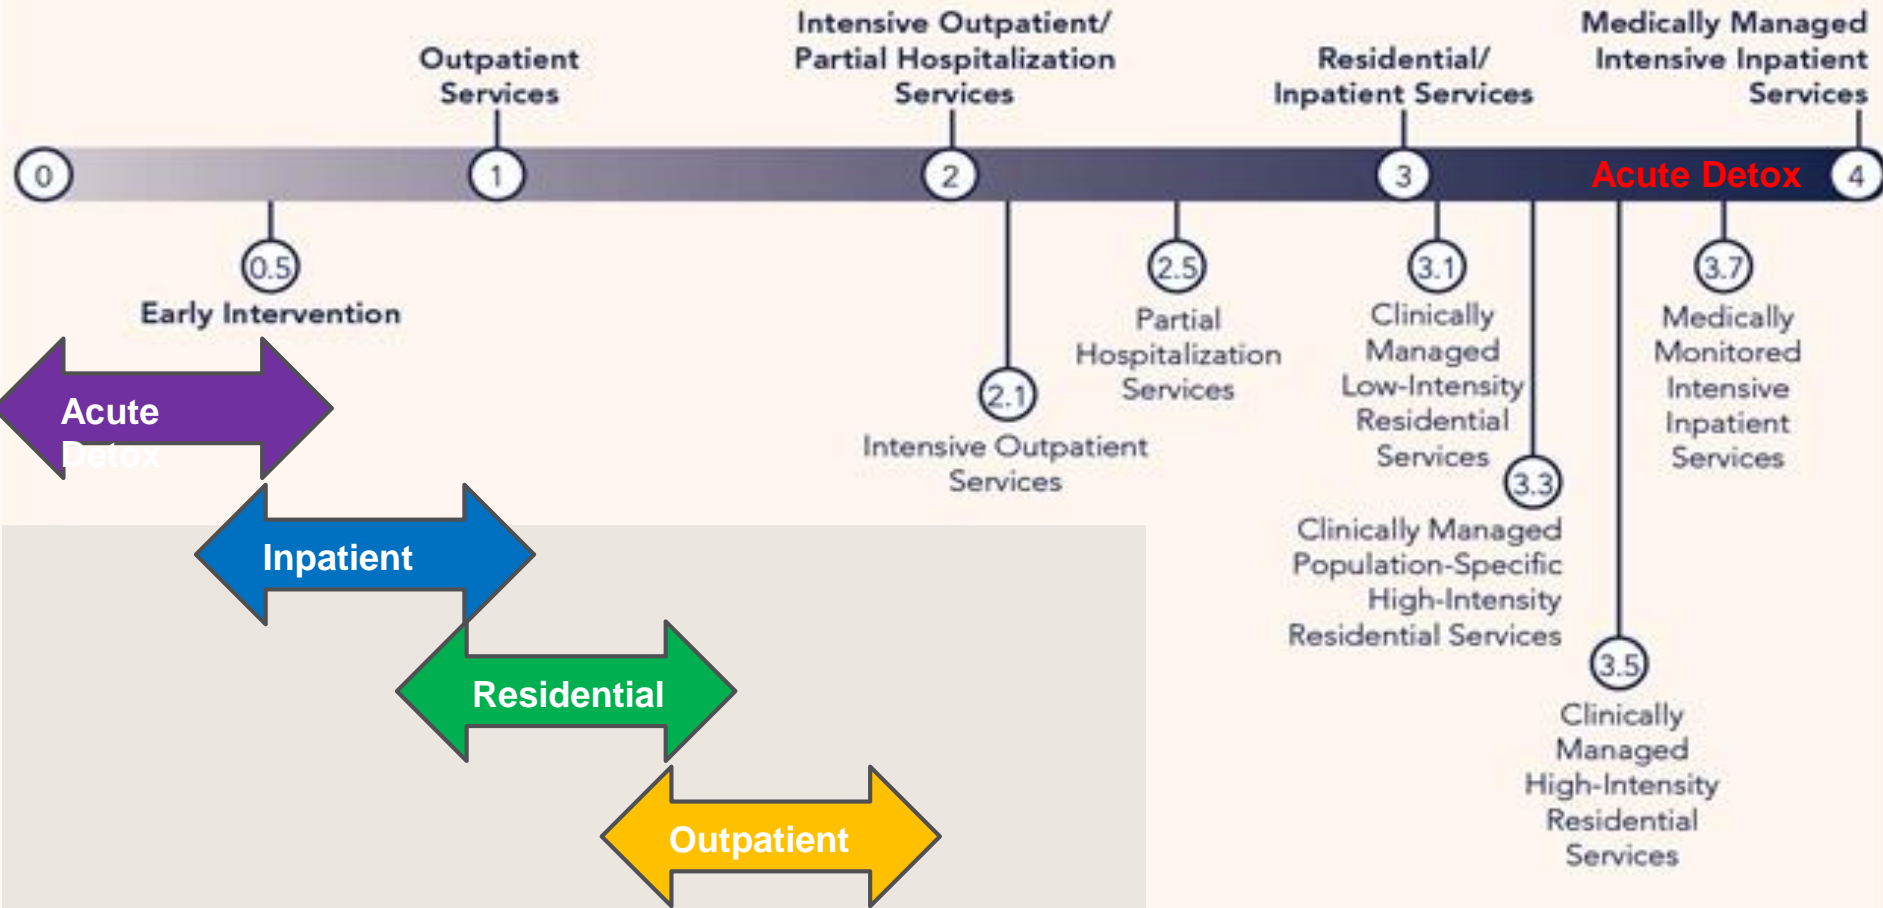 Outpatient
Services
Intensive Outpatient/
Partial Hospitalization
Services
Residential/
Inpatient Services
Medically Managed
Intensive Inpatient
Services
0
1
2
3
Acute Detox
4
0.5
Early Intervention
2.1
Intensive Outpatient
Services
2.5
Partial
Hospitalization
Services
3.1
Clinically
Managed
Low-Intensity
Residential
Services
3.3
Clinically Managed
Population-Specific
High-Intensity
Residential Services
3.5
Clinically
Managed
High-Intensity
Residential
Services
3.7
Medically
Monitored
Intensive
Inpatient
Services
Acute
Detox
Inpatient
Residential
Outpatient